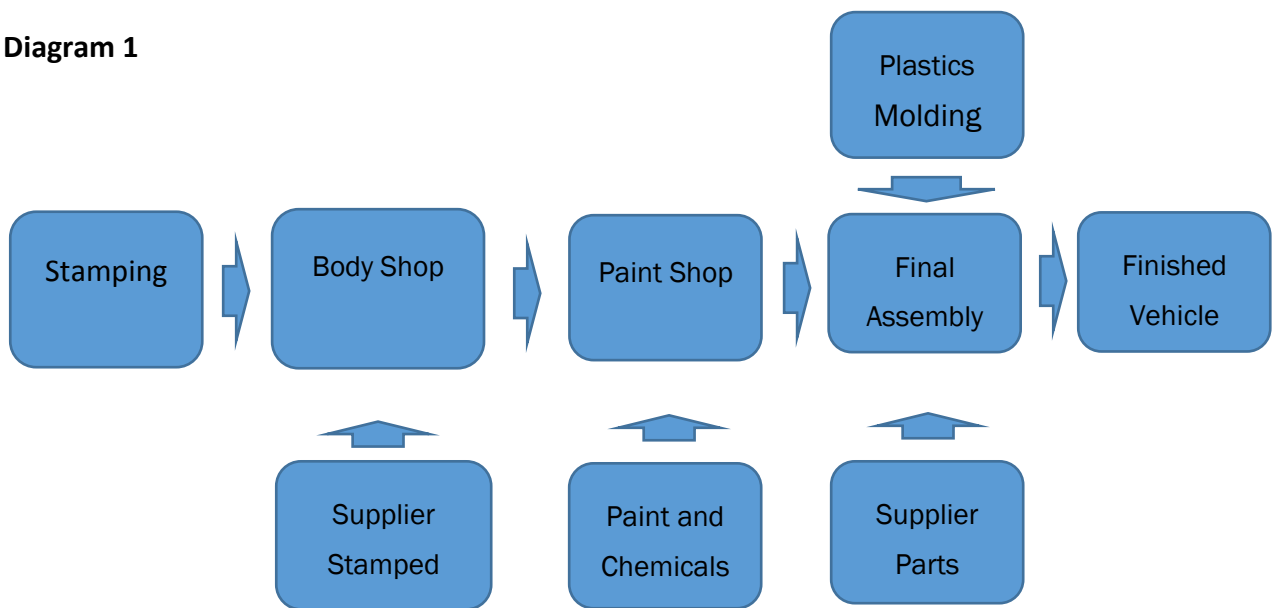 Diagram 1
Plastics
Molding
Stamping
Body Shop
Paint Shop
Final
Assembly
Finished
Vehicle
Supplier
Stamped
Paint and
Chemicals
Supplier
Parts